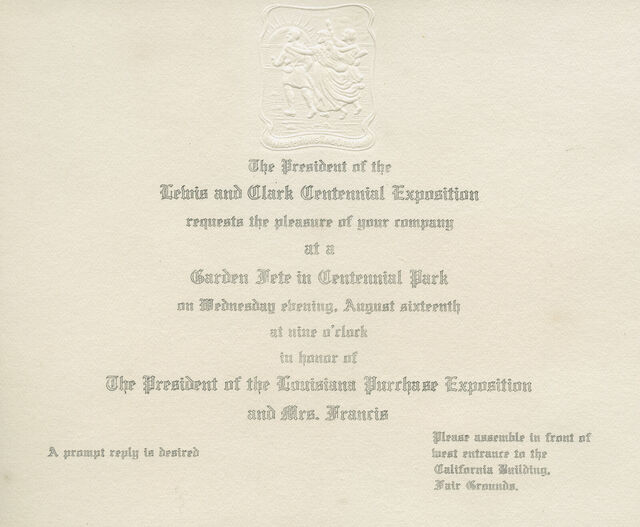 The President of the
Lewis and Clark Centennial Exposition
requests the pleasure of your company
at a
Garden Fete in Centennial Park
on Wednesday evening, August sixteenth
at nine o'clock
in honor of
The President of the Louisiana Purchase Exposition
and Mrs. Francis
A prompt reply is desired
Please assemble in front of
west entrance to the
California Building,
Fair Grounds.